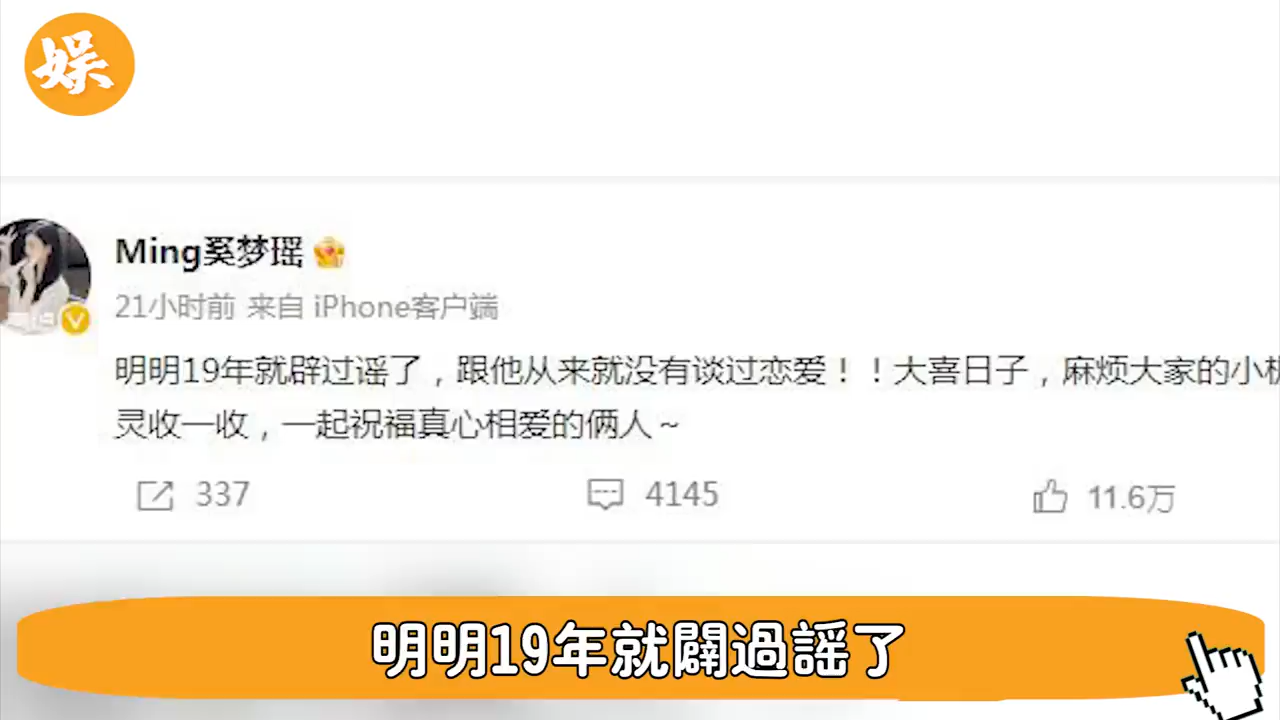 娱
Ming奚梦瑶
21小时前 来自 iPhone客户端
明明19年就辟过谣了，跟他从来就没有谈过恋爱！！大喜日子，麻烦大家的小机
灵收一收，一起祝福真心相爱的俩人～
337
4145
11.6万
明明19年就闢過謠了